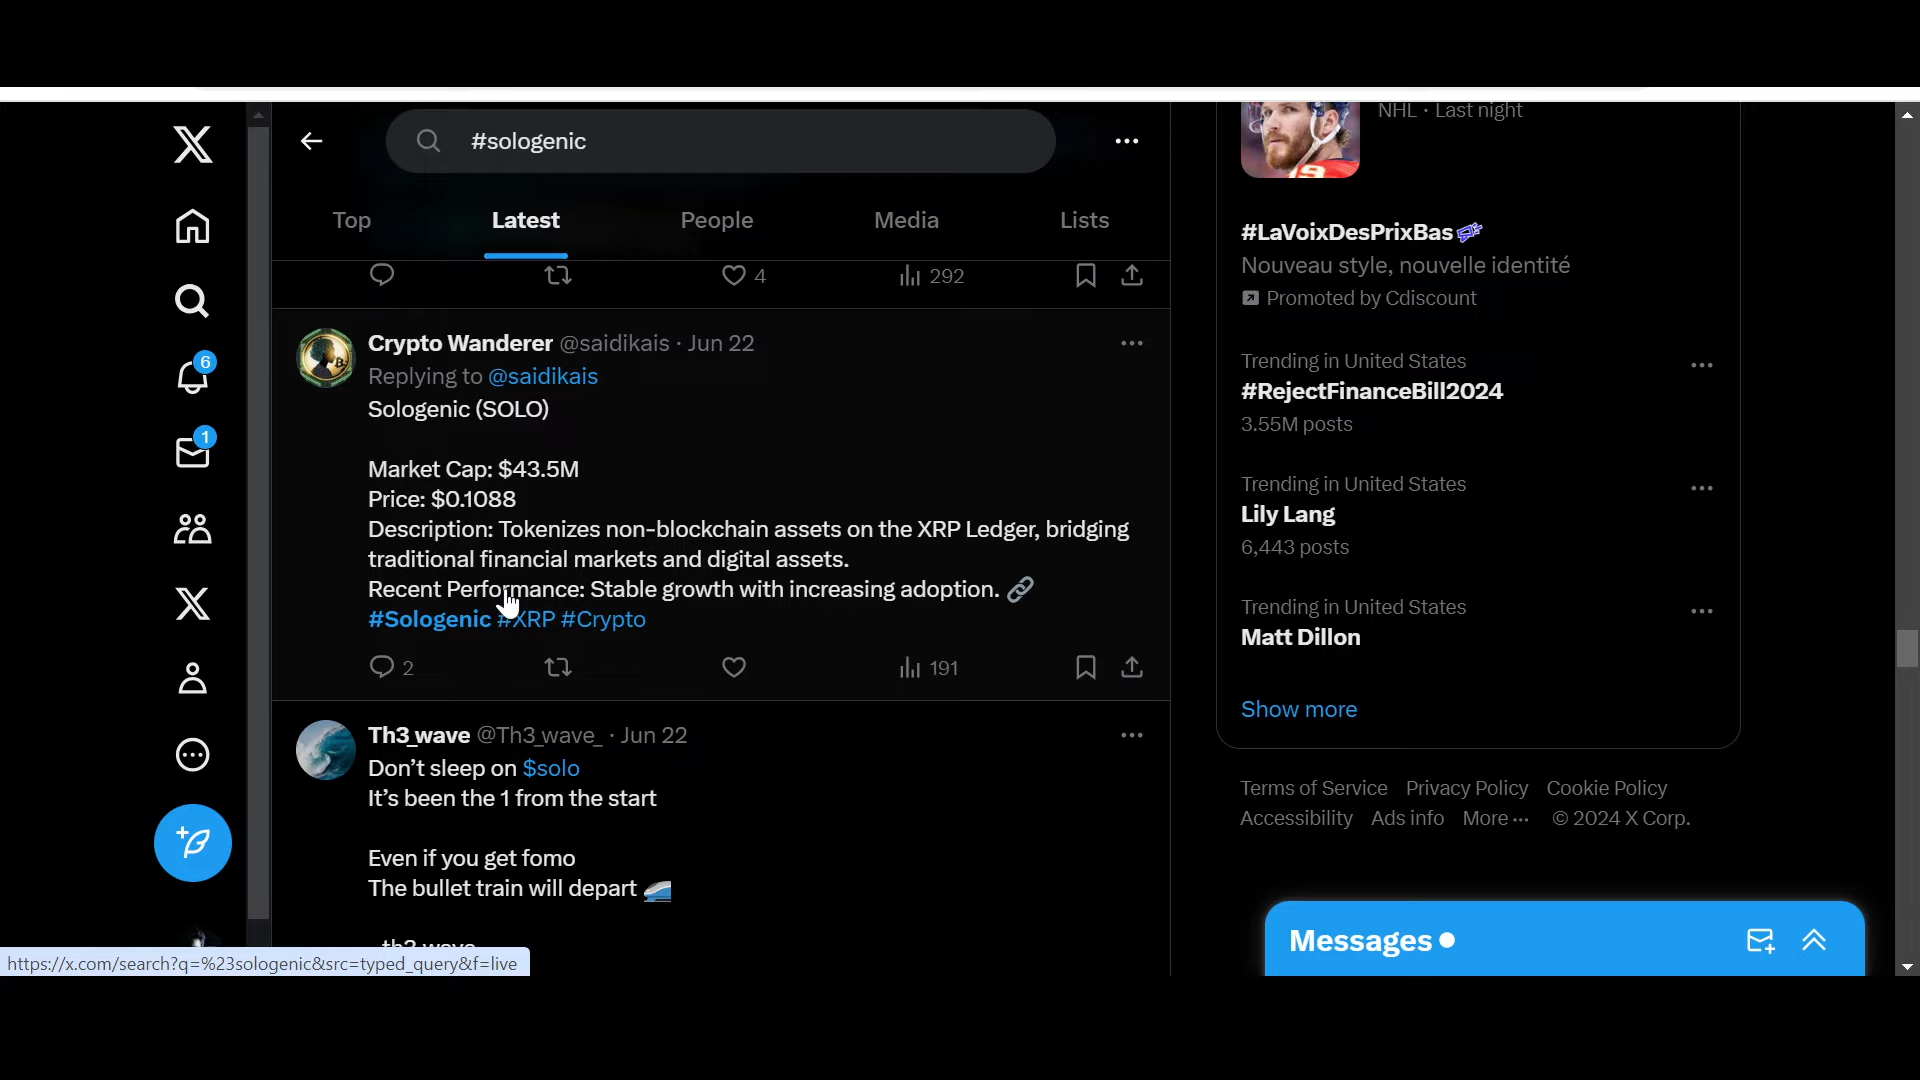 #sologenic
Top
Latest
People
Media
Lists
4
292
Crypto Wanderer @saidikais · Jun 22
Replying to @saidikais
Sologenic (SOLO)
Market Cap: $43.5M
Price: $0.1088
Description: Tokenizes non-blockchain assets on the XRP Ledger, bridging
traditional financial markets and digital assets.
Recent Performance: Stable growth with increasing adoption. 🔗
#Sologenic #XRP #Crypto
2
191
Th3_wave @Th3_wave_ · Jun 22
Don't sleep on $solo
It's been the 1 from the start
Even if you get fomo
The bullet train will depart 🚅
6
1
https://x.com/search?q=%23sologenic&src=typed_query&f=live
NHL · Last night
#LaVoixDesPrixBas
Nouveau style, nouvelle identité
Promoted by Cdiscount
Trending in United States
#RejectFinanceBill2024
3.55M posts
Trending in United States
Lily Lang
6,443 posts
Trending in United States
Matt Dillon
Show more
Terms of Service Privacy Policy Cookie Policy
Accessibility Ads info More ··· © 2024 X Corp.
Messages